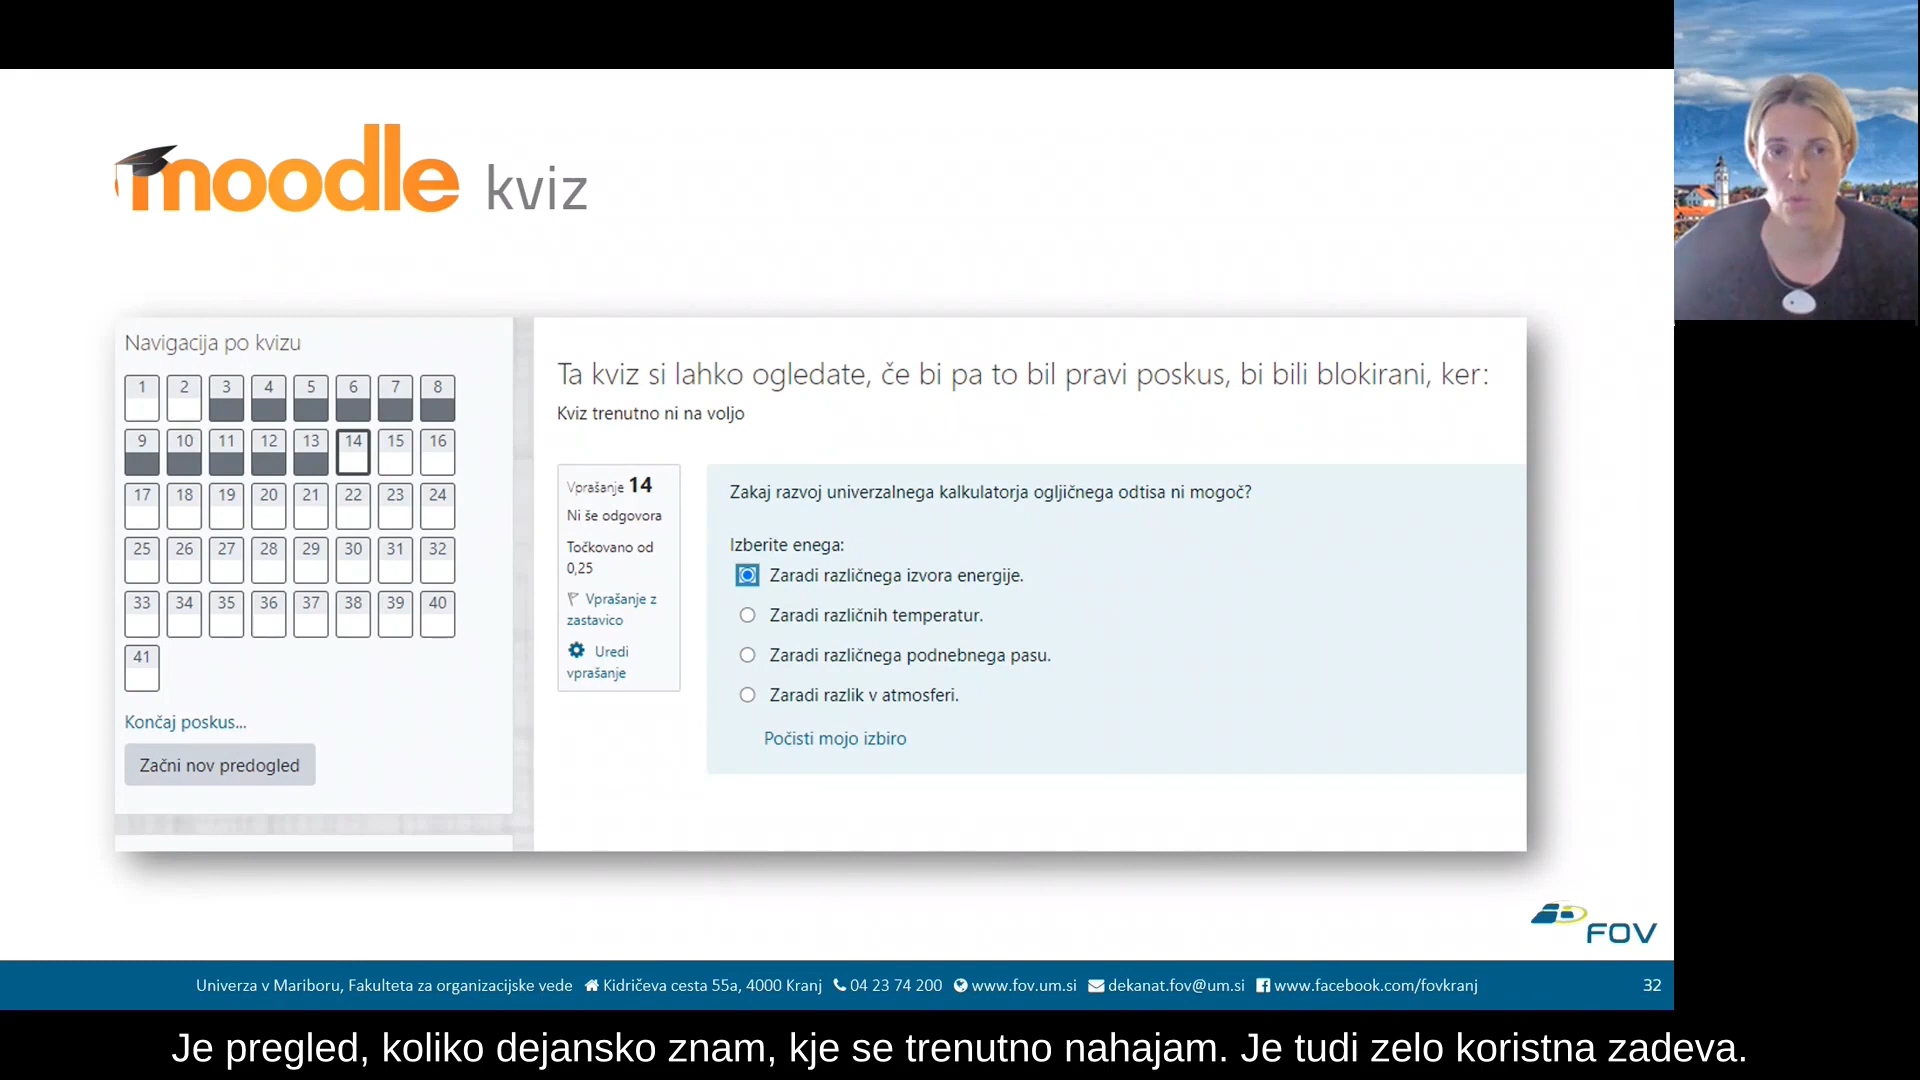 moodle kviz
Navigacija po kvizu
1 2 3 4 5 6 7 8
9 10 11 12 13 14 15 16
17 18 19 20 21 22 23 24
25 26 27 28 29 30 31 32
33 34 35 36 37 38 39 40
41
Končaj poskus...
Začni nov predogled
Ta kviz si lahko ogledate, če bi pa to bil pravi poskus, bi bili blokirani, ker:
Kviz trenutno ni na voljo
Vprašanje 14
Ni še odgovora
Točkovano od
0,25
Vprašanje z
zastavico
Uredi
vprašanje
Zakaj razvoj univerzalnega kalkulatorja ogljičnega odtisa ni mogoč?
Izberite enega:
Zaradi različnega izvora energije.
Zaradi različnih temperatur.
Zaradi različnega podnebnega pasu.
Zaradi razlik v atmosferi.
Počisti mojo izbiro
FOV
Univerza v Mariboru, Fakulteta za organizacijske vede Kidričeva cesta 55a, 4000 Kranj 04 23 74 200 www.fov.um.si dekanat.fov@um.si www.facebook.com/fovkranj 32
Je pregled, koliko dejansko znam, kje se trenutno nahajam. Je tudi zelo koristna zadeva.